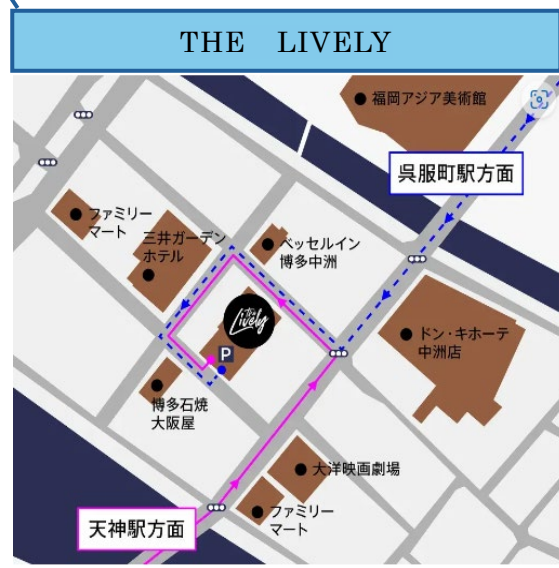 THE LIVELY
福岡アジア美術館
呉服町駅方面
ファミリー
マート
三井ガーデン
ホテル
ベッセルイン
博多中洲
The
Lively
P
ドン・キホーテ
中洲店
博多石焼
大阪屋
大洋映画劇場
天神駅方面
ファミリー
マート